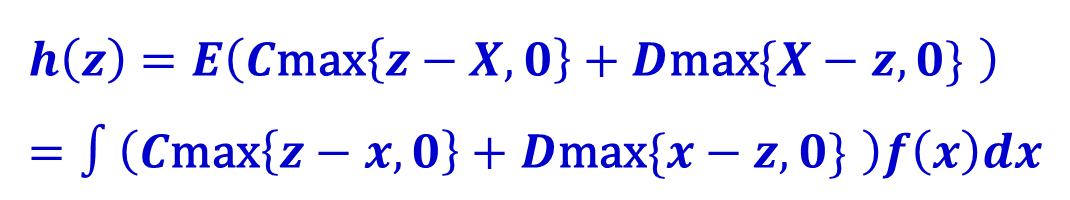 h(z) = E(Cmax{z − X, 0} + Dmax{X − z, 0} )
= ∫ (Cmax{z − x, 0} + Dmax{x − z, 0} )f(x)dx